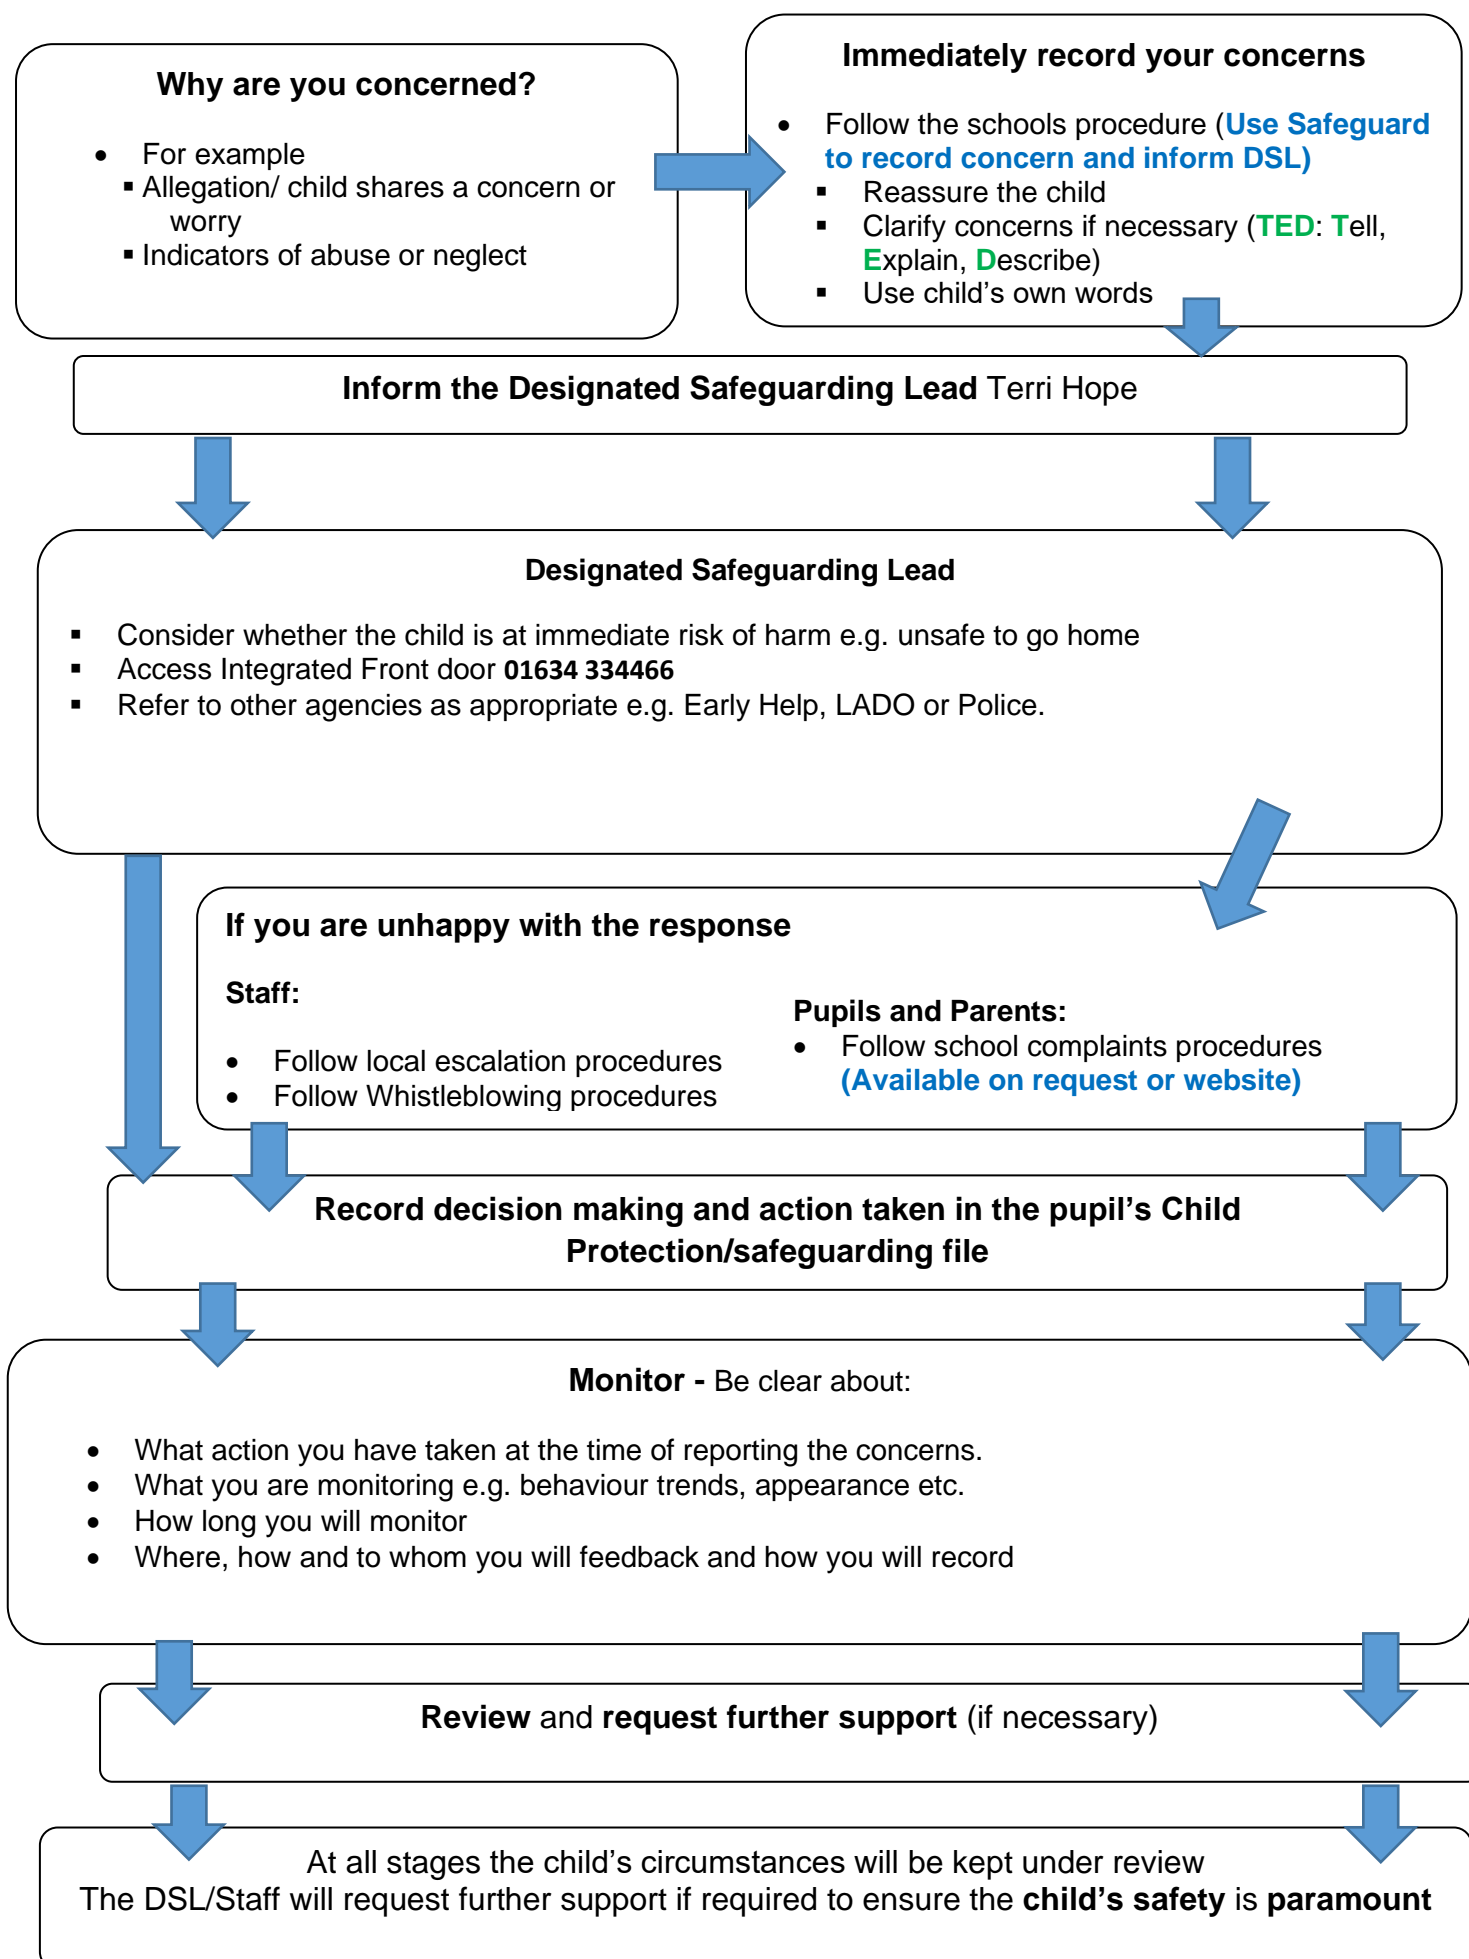 Why are you concerned?
• For example
▪ Allegation/ child shares a concern or
worry
▪ Indicators of abuse or neglect
Immediately record your concerns
• Follow the schools procedure (Use Safeguard
to record concern and inform DSL)
▪ Reassure the child
▪ Clarify concerns if necessary (TED: Tell,
Explain, Describe)
▪ Use child's own words
Inform the Designated Safeguarding Lead Terri Hope
Designated Safeguarding Lead
▪ Consider whether the child is at immediate risk of harm e.g. unsafe to go home
▪ Access Integrated Front door 01634 334466
▪ Refer to other agencies as appropriate e.g. Early Help, LADO or Police.
If you are unhappy with the response
Staff:
• Follow local escalation procedures
• Follow Whistleblowing procedures
Pupils and Parents:
• Follow school complaints procedures
(Available on request or website)
Record decision making and action taken in the pupil's Child
Protection/safeguarding file
Monitor - Be clear about:
• What action you have taken at the time of reporting the concerns.
• What you are monitoring e.g. behaviour trends, appearance etc.
• How long you will monitor
• Where, how and to whom you will feedback and how you will record
Review and request further support (if necessary)
At all stages the child's circumstances will be kept under review
The DSL/Staff will request further support if required to ensure the child's safety is paramount